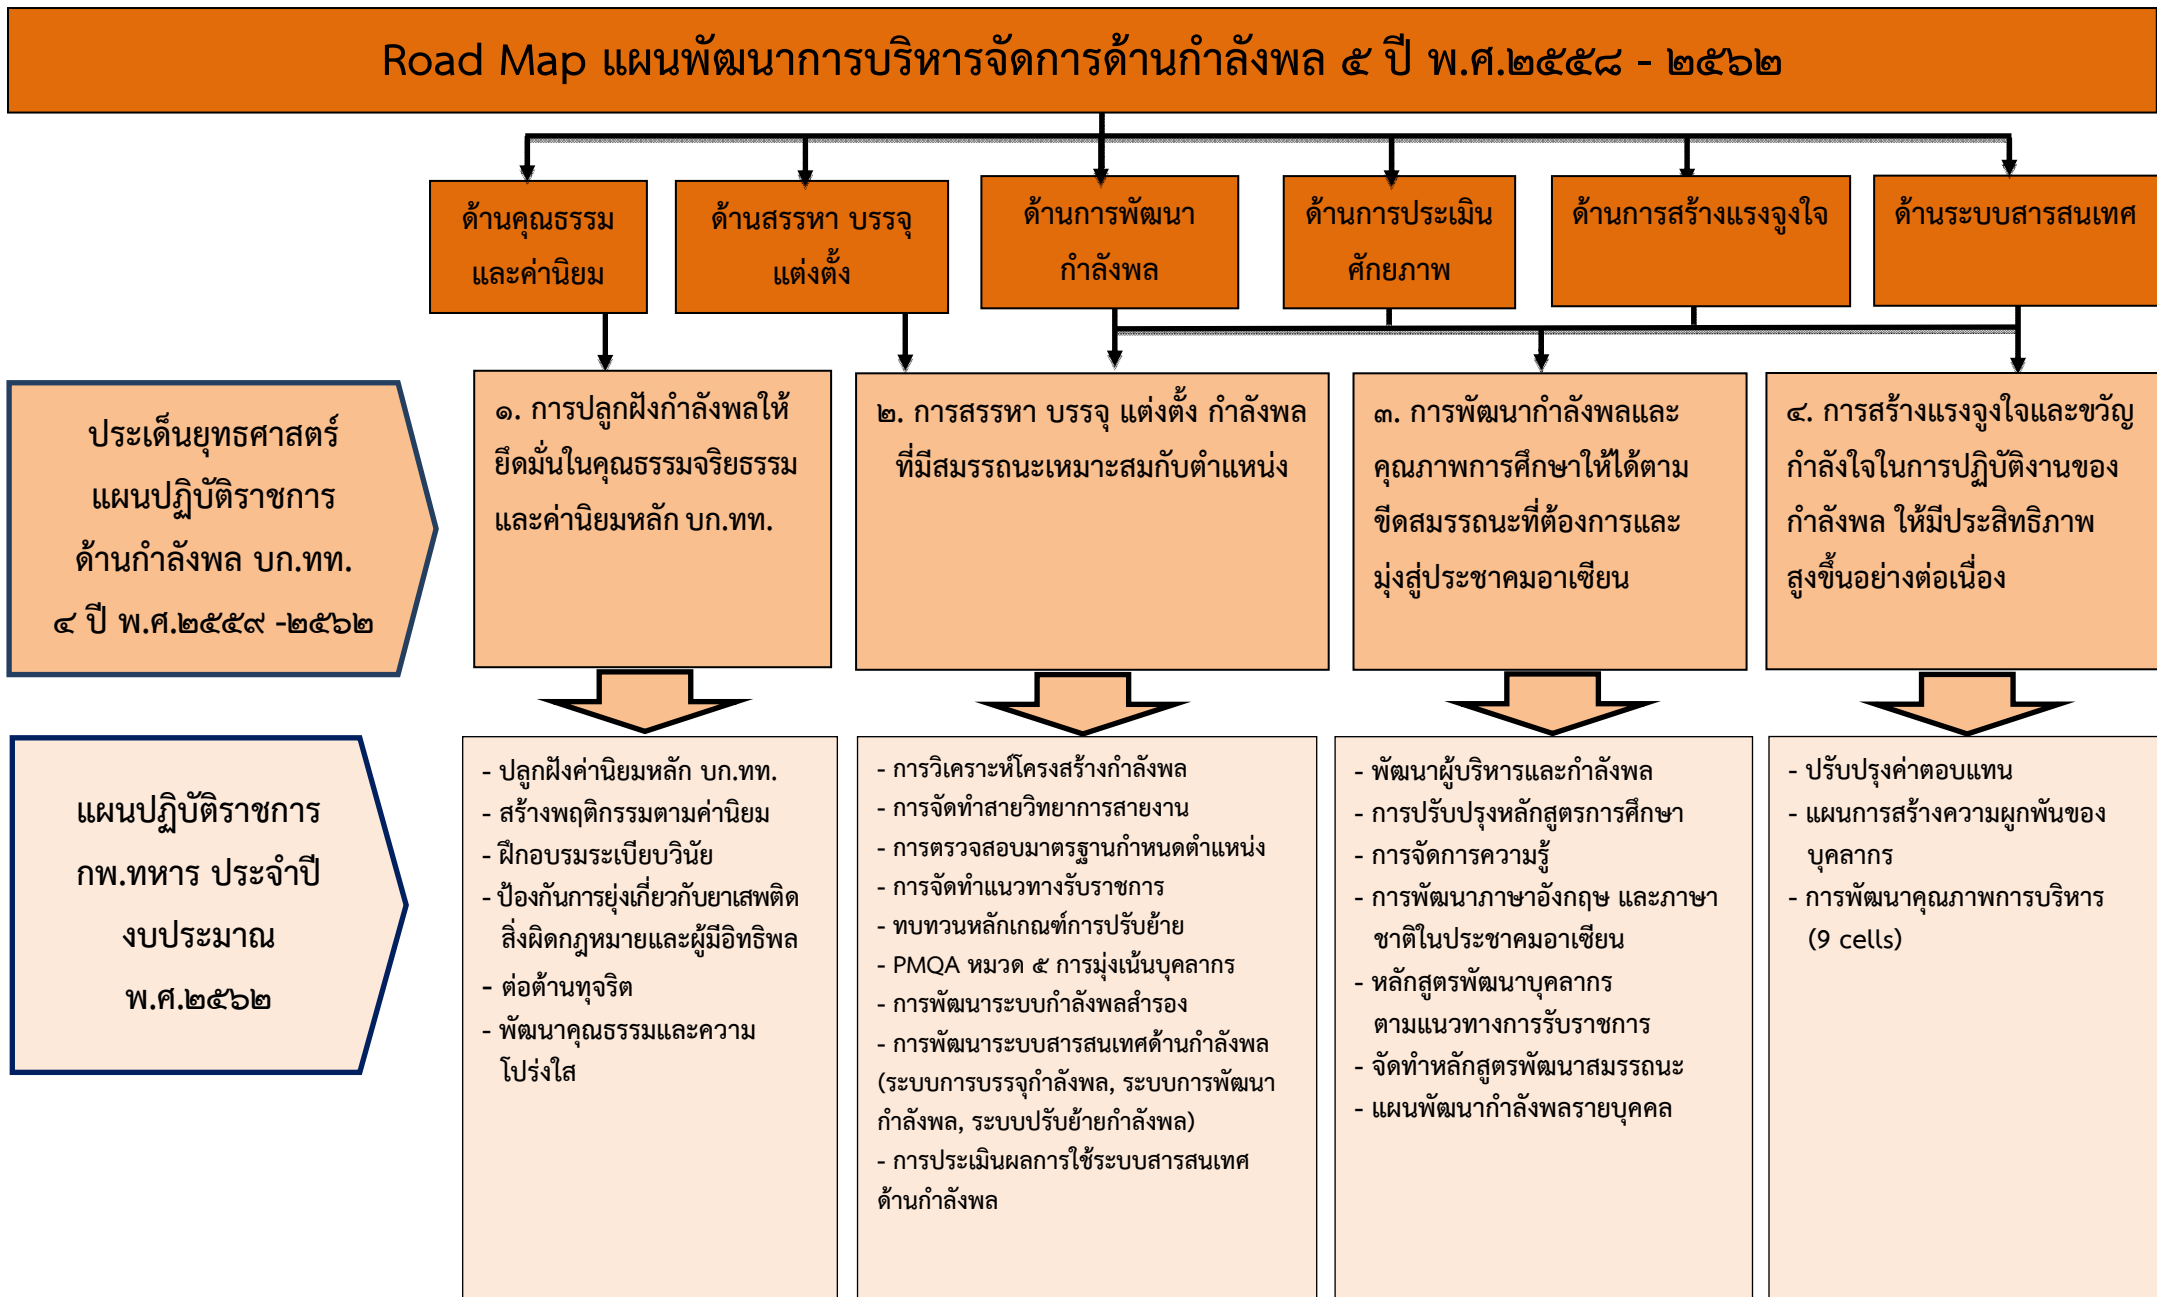 Road Map แผนพัฒนาการบริหารจัดการด้านกำลังพล ๕ ปี พ.ศ.๒๕๕๘ - ๒๕๖๒
ด้านคุณธรรม
และค่านิยม
ด้านสรรหา บรรจุ
แต่งตั้ง
ด้านการพัฒนา
กำลังพล
ด้านการประเมิน
ศักยภาพ
ด้านการสร้างแรงจูงใจ
ด้านระบบสารสนเทศ
ประเด็นยุทธศาสตร์
แผนปฏิบัติราชการ
ด้านกำลังพล บก.ทท.
๔ ปี พ.ศ.๒๕๕๙ -๒๕๖๒
๑. การปลูกฝังกำลังพลให้
ยึดมั่นในคุณธรรมจริยธรรม
และค่านิยมหลัก บก.ทท.
๒. การสรรหา บรรจุ แต่งตั้ง กำลังพล
ที่มีสมรรถนะเหมาะสมกับตำแหน่ง
๓. การพัฒนากำลังพลและ
คุณภาพการศึกษาให้ได้ตาม
ขีดสมรรถนะที่ต้องการและ
มุ่งสู่ประชาคมอาเซียน
๔. การสร้างแรงจูงใจและขวัญ
กำลังใจในการปฏิบัติงานของ
กำลังพล ให้มีประสิทธิภาพ
สูงขึ้นอย่างต่อเนื่อง
แผนปฏิบัติราชการ
กพ.ทหาร ประจำปี
งบประมาณ
พ.ศ.๒๕๖๒
- ปลูกฝังค่านิยมหลัก บก.ทท.
- สร้างพฤติกรรมตามค่านิยม
- ฝึกอบรมระเบียบวินัย
- ป้องกันการยุ่งเกี่ยวกับยาเสพติด
สิ่งผิดกฎหมายและผู้มีอิทธิพล
- ต่อต้านทุจริต
- พัฒนาคุณธรรมและความ
โปร่งใส
- การวิเคราะห์โครงสร้างกำลังพล
- การจัดทำสายวิทยาการสายงาน
- การตรวจสอบมาตรฐานกำหนดตำแหน่ง
- การจัดทำแนวทางรับราชการ
- ทบทวนหลักเกณฑ์การปรับย้าย
- PMQA หมวด ๕ การมุ่งเน้นบุคลากร
- การพัฒนาระบบกำลังพลสำรอง
- การพัฒนาระบบสารสนเทศด้านกำลังพล
(ระบบการบรรจุกำลังพล, ระบบการพัฒนา
กำลังพล, ระบบปรับย้ายกำลังพล)
- การประเมินผลการใช้ระบบสารสนเทศ
ด้านกำลังพล
- พัฒนาผู้บริหารและกำลังพล
- การปรับปรุงหลักสูตรการศึกษา
- การจัดการความรู้
- การพัฒนาภาษาอังกฤษ และภาษา
ชาติในประชาคมอาเซียน
- หลักสูตรพัฒนาบุคลากร
ตามแนวทางการรับราชการ
- จัดทำหลักสูตรพัฒนาสมรรถนะ
- แผนพัฒนากำลังพลรายบุคคล
- ปรับปรุงค่าตอบแทน
- แผนการสร้างความผูกพันของ
บุคลากร
- การพัฒนาคุณภาพการบริหาร
(9 cells)